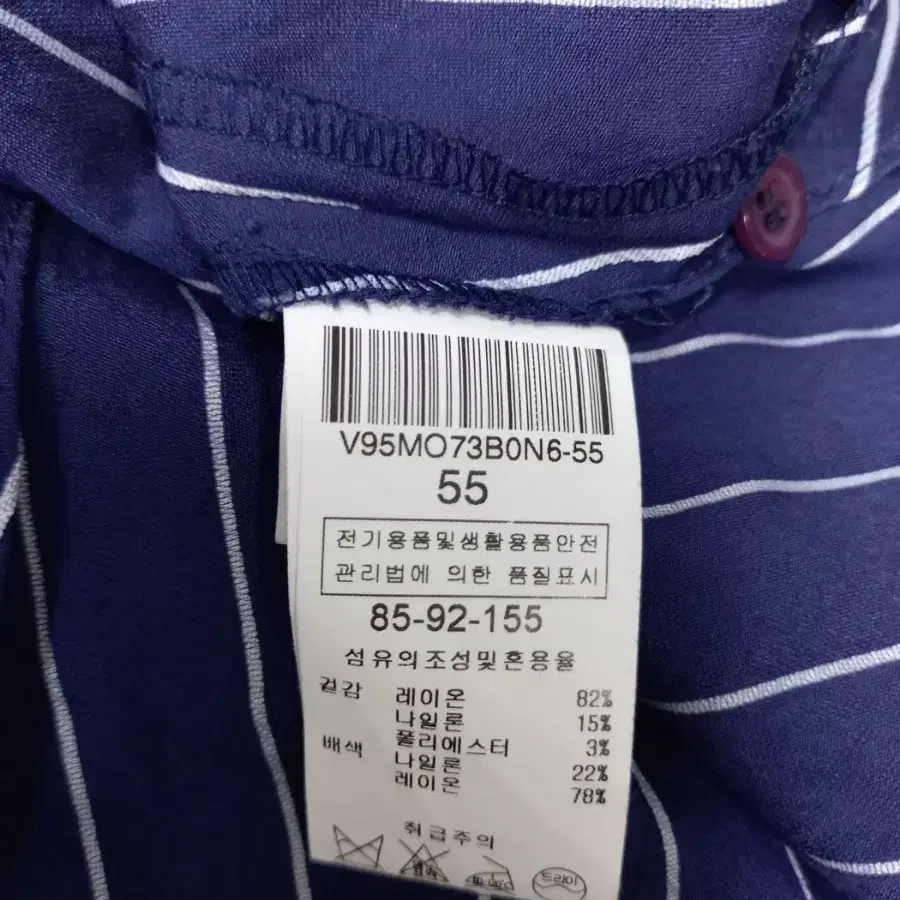 V95MO73B0N6-55
55
전기용품및생활용품안전
관리법에 의한 품질표시
85-92-155
섬유의조성및혼용율
겉감 레이온 82%
나일론 15%
폴리에스터 3%
배색 나일론 22%
레이온 78%
취급주의
드라이